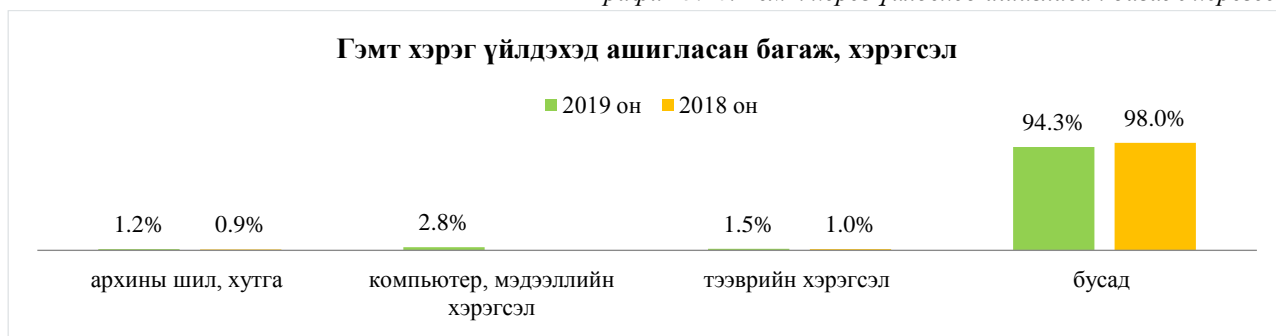 Гэмт хэрэг үйлдэхэд ашигласан багаж, хэрэгсэл
2019 он 2018 он
94.3% 98.0%
1.2% 0.9% 2.8% 1.5% 1.0%
архины шил, хутга компьютер, мэдээллийн хэрэгсэл тээврийн хэрэгсэл бусад